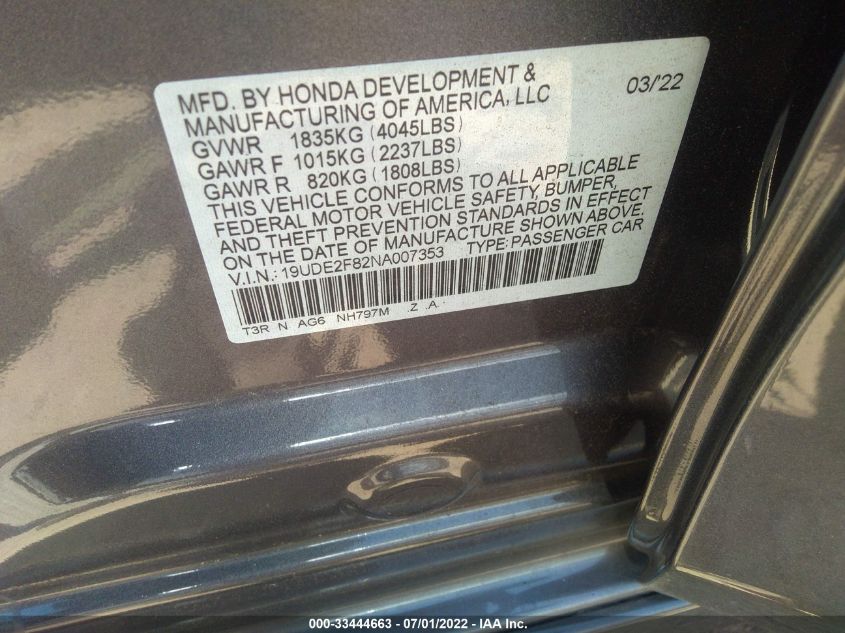 MFD. BY HONDA DEVELOPMENT & 03/22
MANUFACTURING OF AMERICA, LLC
GVWR 1835KG (4045LBS)
GAWR F 1015KG (2237LBS)
GAWR R 820KG (1808LBS)
THIS VEHICLE CONFORMS TO ALL APPLICABLE
FEDERAL MOTOR VEHICLE SAFETY BUMPER,
AND THEFT PREVENTION STANDARDS IN EFFECT
ON THE DATE OF MANUFACTURE SHOWN ABOVE.
V.I.N.: 19UDE2F82NA007353 TYPE: PASSENGER CAR
T3R N AG6 NH797M .Z .A.
000-33444663 - 07/01/2022 - IAA Inc.